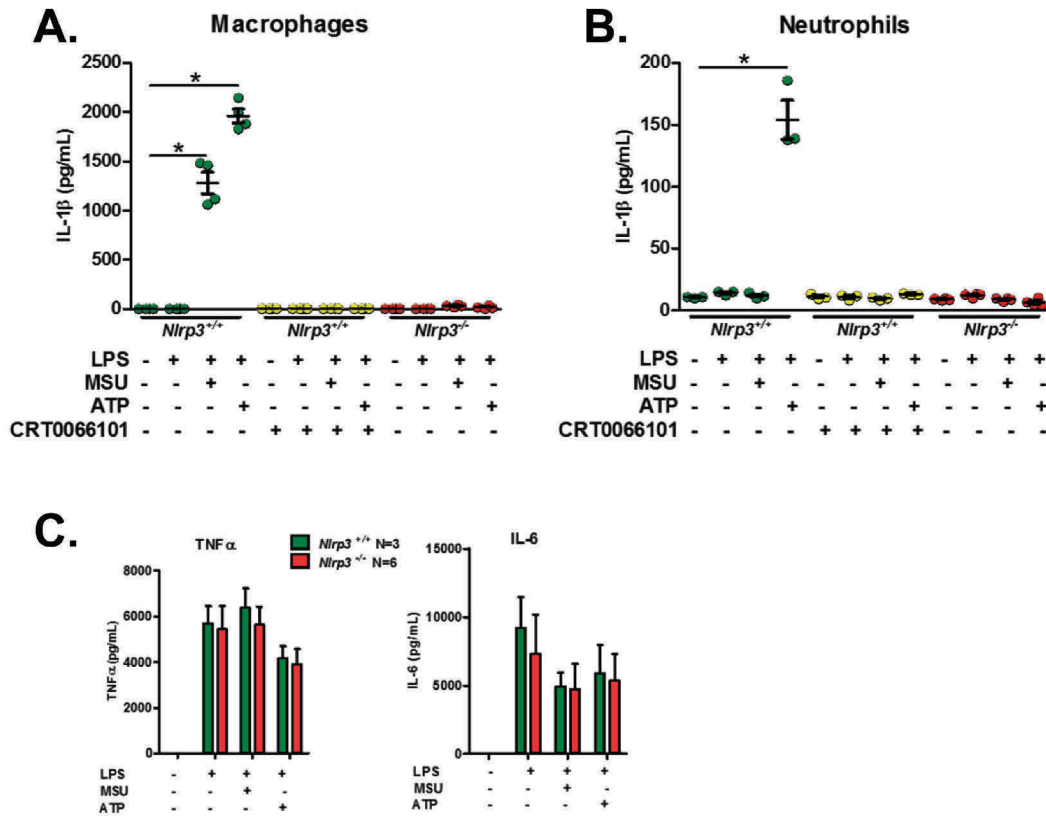 A.
Macrophages
IL-1β (pg/mL)
2500
2000
1500
1000
500
0
*
*
Nlrp3+/+ Nlrp3+/+ Nlrp3-/-
LPS - + + + - + + + - + + +
MSU - - + - - - + - - - + -
ATP - - - + - - - + - - - +
CRT0066101 - - - - + + + + - - - -
B.
Neutrophils
IL-1β (pg/mL)
200
150
100
50
0
*
Nlrp3+/+ Nlrp3+/+ Nlrp3-/-
LPS - + + + - + + + - + + +
MSU - - + - - - + - - - + -
ATP - - - + - - - + - - - +
CRT0066101 - - - - + + + + - - - -
C.
TNFα
TNFα (pg/mL)
8000
6000
4000
2000
0
LPS - + + +
MSU +
ATP +
Nlrp3 +/+ N=3
Nlrp3 -/- N=6
IL-6
IL-6 (pg/mL)
15000
10000
5000
0
LPS - + + +
MSU +
ATP +